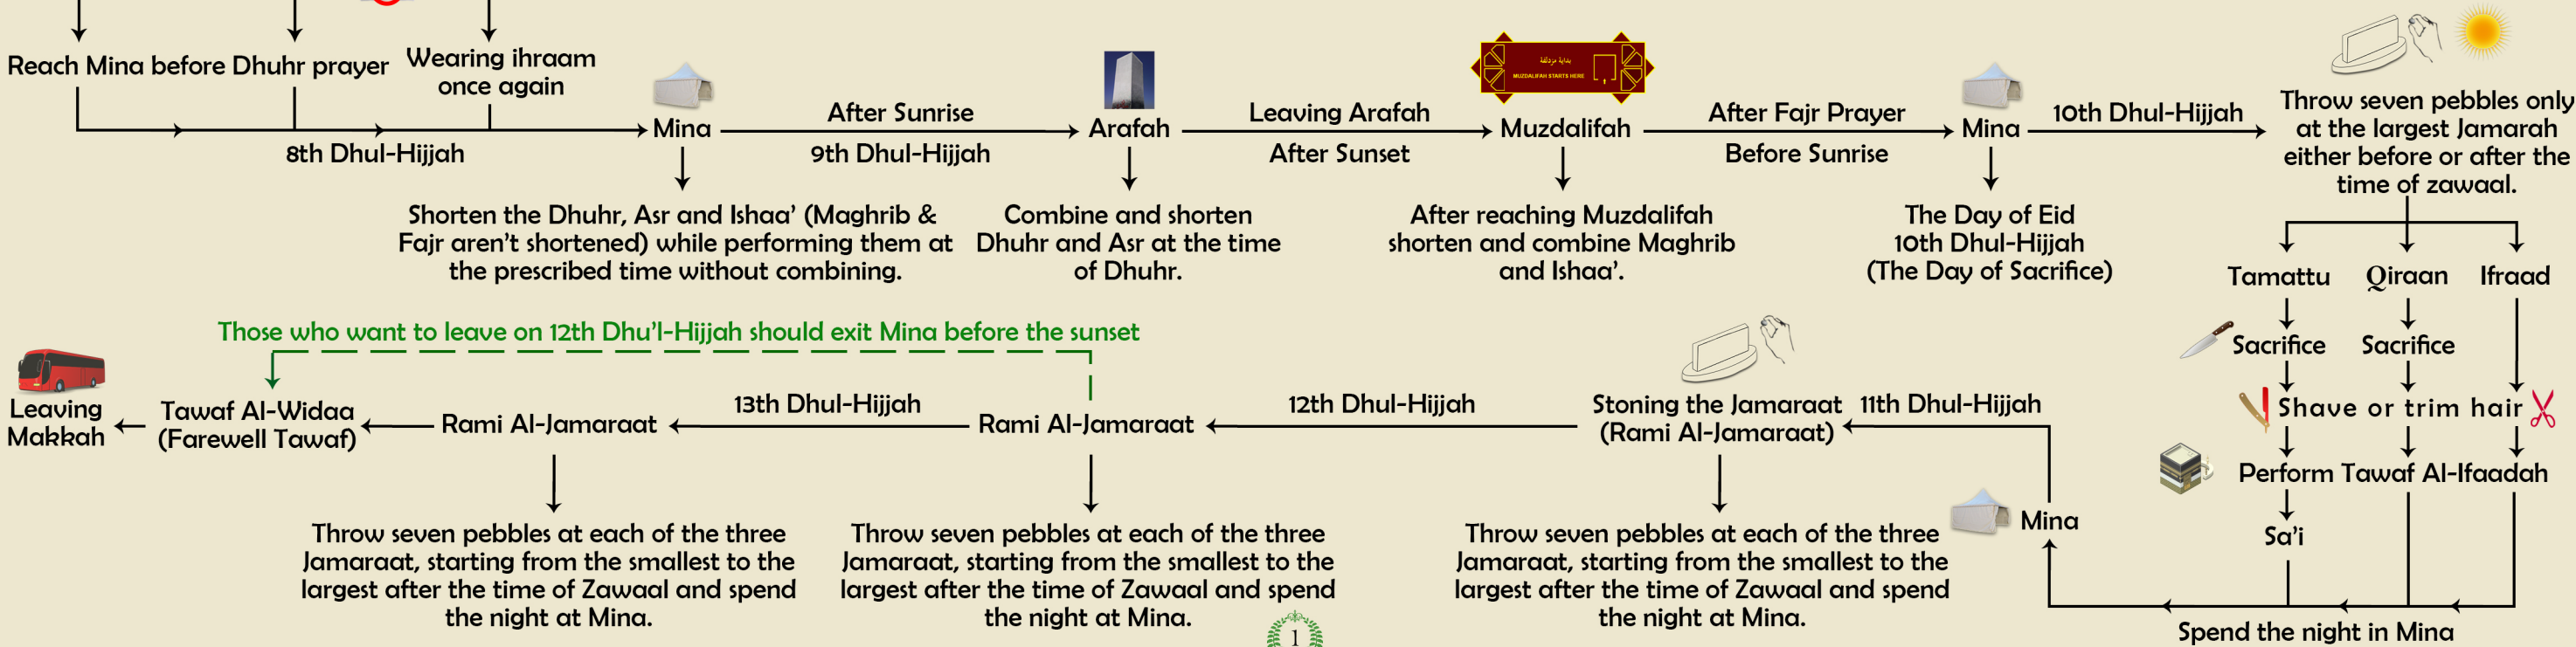 Reach Mina before Dhuhr prayer
Wearing ihraam
once again
8th Dhul-Hijjah
Mina
After Sunrise
9th Dhul-Hijjah
Arafah
Leaving Arafah
After Sunset
بداية مزدلفة
MUZDALIFAH STARTS HERE
Muzdalifah
After Fajr Prayer
Before Sunrise
Mina
10th Dhul-Hijjah
Throw seven pebbles only
at the largest Jamarah
either before or after the
time of zawaal.
Shorten the Dhuhr, Asr and Ishaa' (Maghrib &
Fajr aren't shortened) while performing them at
the prescribed time without combining.
Combine and shorten
Dhuhr and Asr at the time
of Dhuhr.
After reaching Muzdalifah
shorten and combine Maghrib
and Ishaa'.
The Day of Eid
10th Dhul-Hijjah
(The Day of Sacrifice)
Tamattu Qiraan Ifraad
Sacrifice Sacrifice
Shave or trim hair
Perform Tawaf Al-Ifaadah
Sa'i
Spend the night in Mina
Mina
11th Dhul-Hijjah
Stoning the Jamaraat
(Rami Al-Jamaraat)
Throw seven pebbles at each of the three
Jamaraat, starting from the smallest to the
largest after the time of Zawaal and spend
the night at Mina.
12th Dhul-Hijjah
Rami Al-Jamaraat
Throw seven pebbles at each of the three
Jamaraat, starting from the smallest to the
largest after the time of Zawaal and spend
the night at Mina.
Those who want to leave on 12th Dhu'l-Hijjah should exit Mina before the sunset
13th Dhul-Hijjah
Rami Al-Jamaraat
Throw seven pebbles at each of the three
Jamaraat, starting from the smallest to the
largest after the time of Zawaal and spend
the night at Mina.
Tawaf Al-Widaa
(Farewell Tawaf)
Leaving
Makkah
1